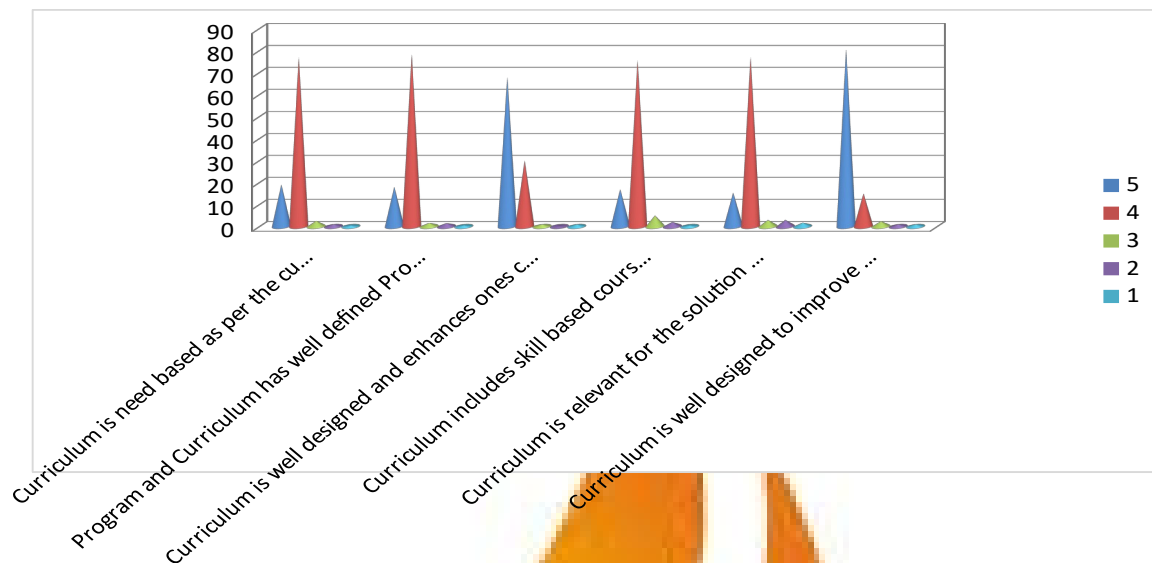 90
80
70
60
50
40
30
20
10
0
5
4
3
2
1
Curriculum is need based as per the cu...
Program and Curriculum has well defined Pro...
Curriculum is well designed and enhances ones c...
Curriculum includes skill based cours...
Curriculum is relevant for the solution ...
Curriculum is well designed to improve ...